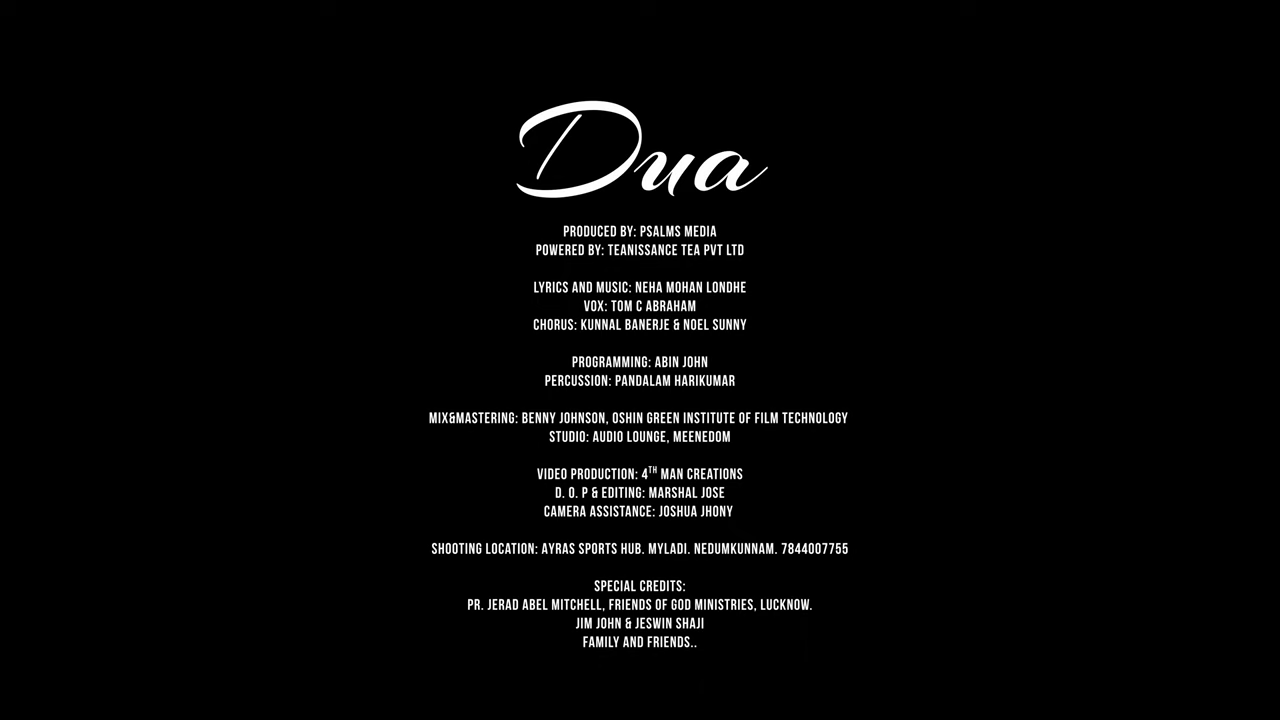 Dua
PRODUCED BY: PSALMS MEDIA
POWERED BY: TEANISSANCE TEA PVT LTD
LYRICS AND MUSIC: NEHA MOHAN LONDHE
VOX: TOM C ABRAHAM
CHORUS: KUNNAL BANERJE & NOEL SUNNY
PROGRAMMING: ABIN JOHN
PERCUSSION: PANDALAM HARIKUMAR
MIX&MASTERING: BENNY JOHNSON, OSHIN GREEN INSTITUTE OF FILM TECHNOLOGY
STUDIO: AUDIO LOUNGE, MEENEDOM
VIDEO PRODUCTION: 4TH MAN CREATIONS
D. O. P & EDITING: MARSHAL JOSE
CAMERA ASSISTANCE: JOSHUA JHONY
SHOOTING LOCATION: AYRAS SPORTS HUB. MYLADI. NEDUMKUNNAM. 7844007755
SPECIAL CREDITS:
PR. JERAD ABEL MITCHELL, FRIENDS OF GOD MINISTRIES, LUCKNOW.
JIM JOHN & JESWIN SHAJI
FAMILY AND FRIENDS..